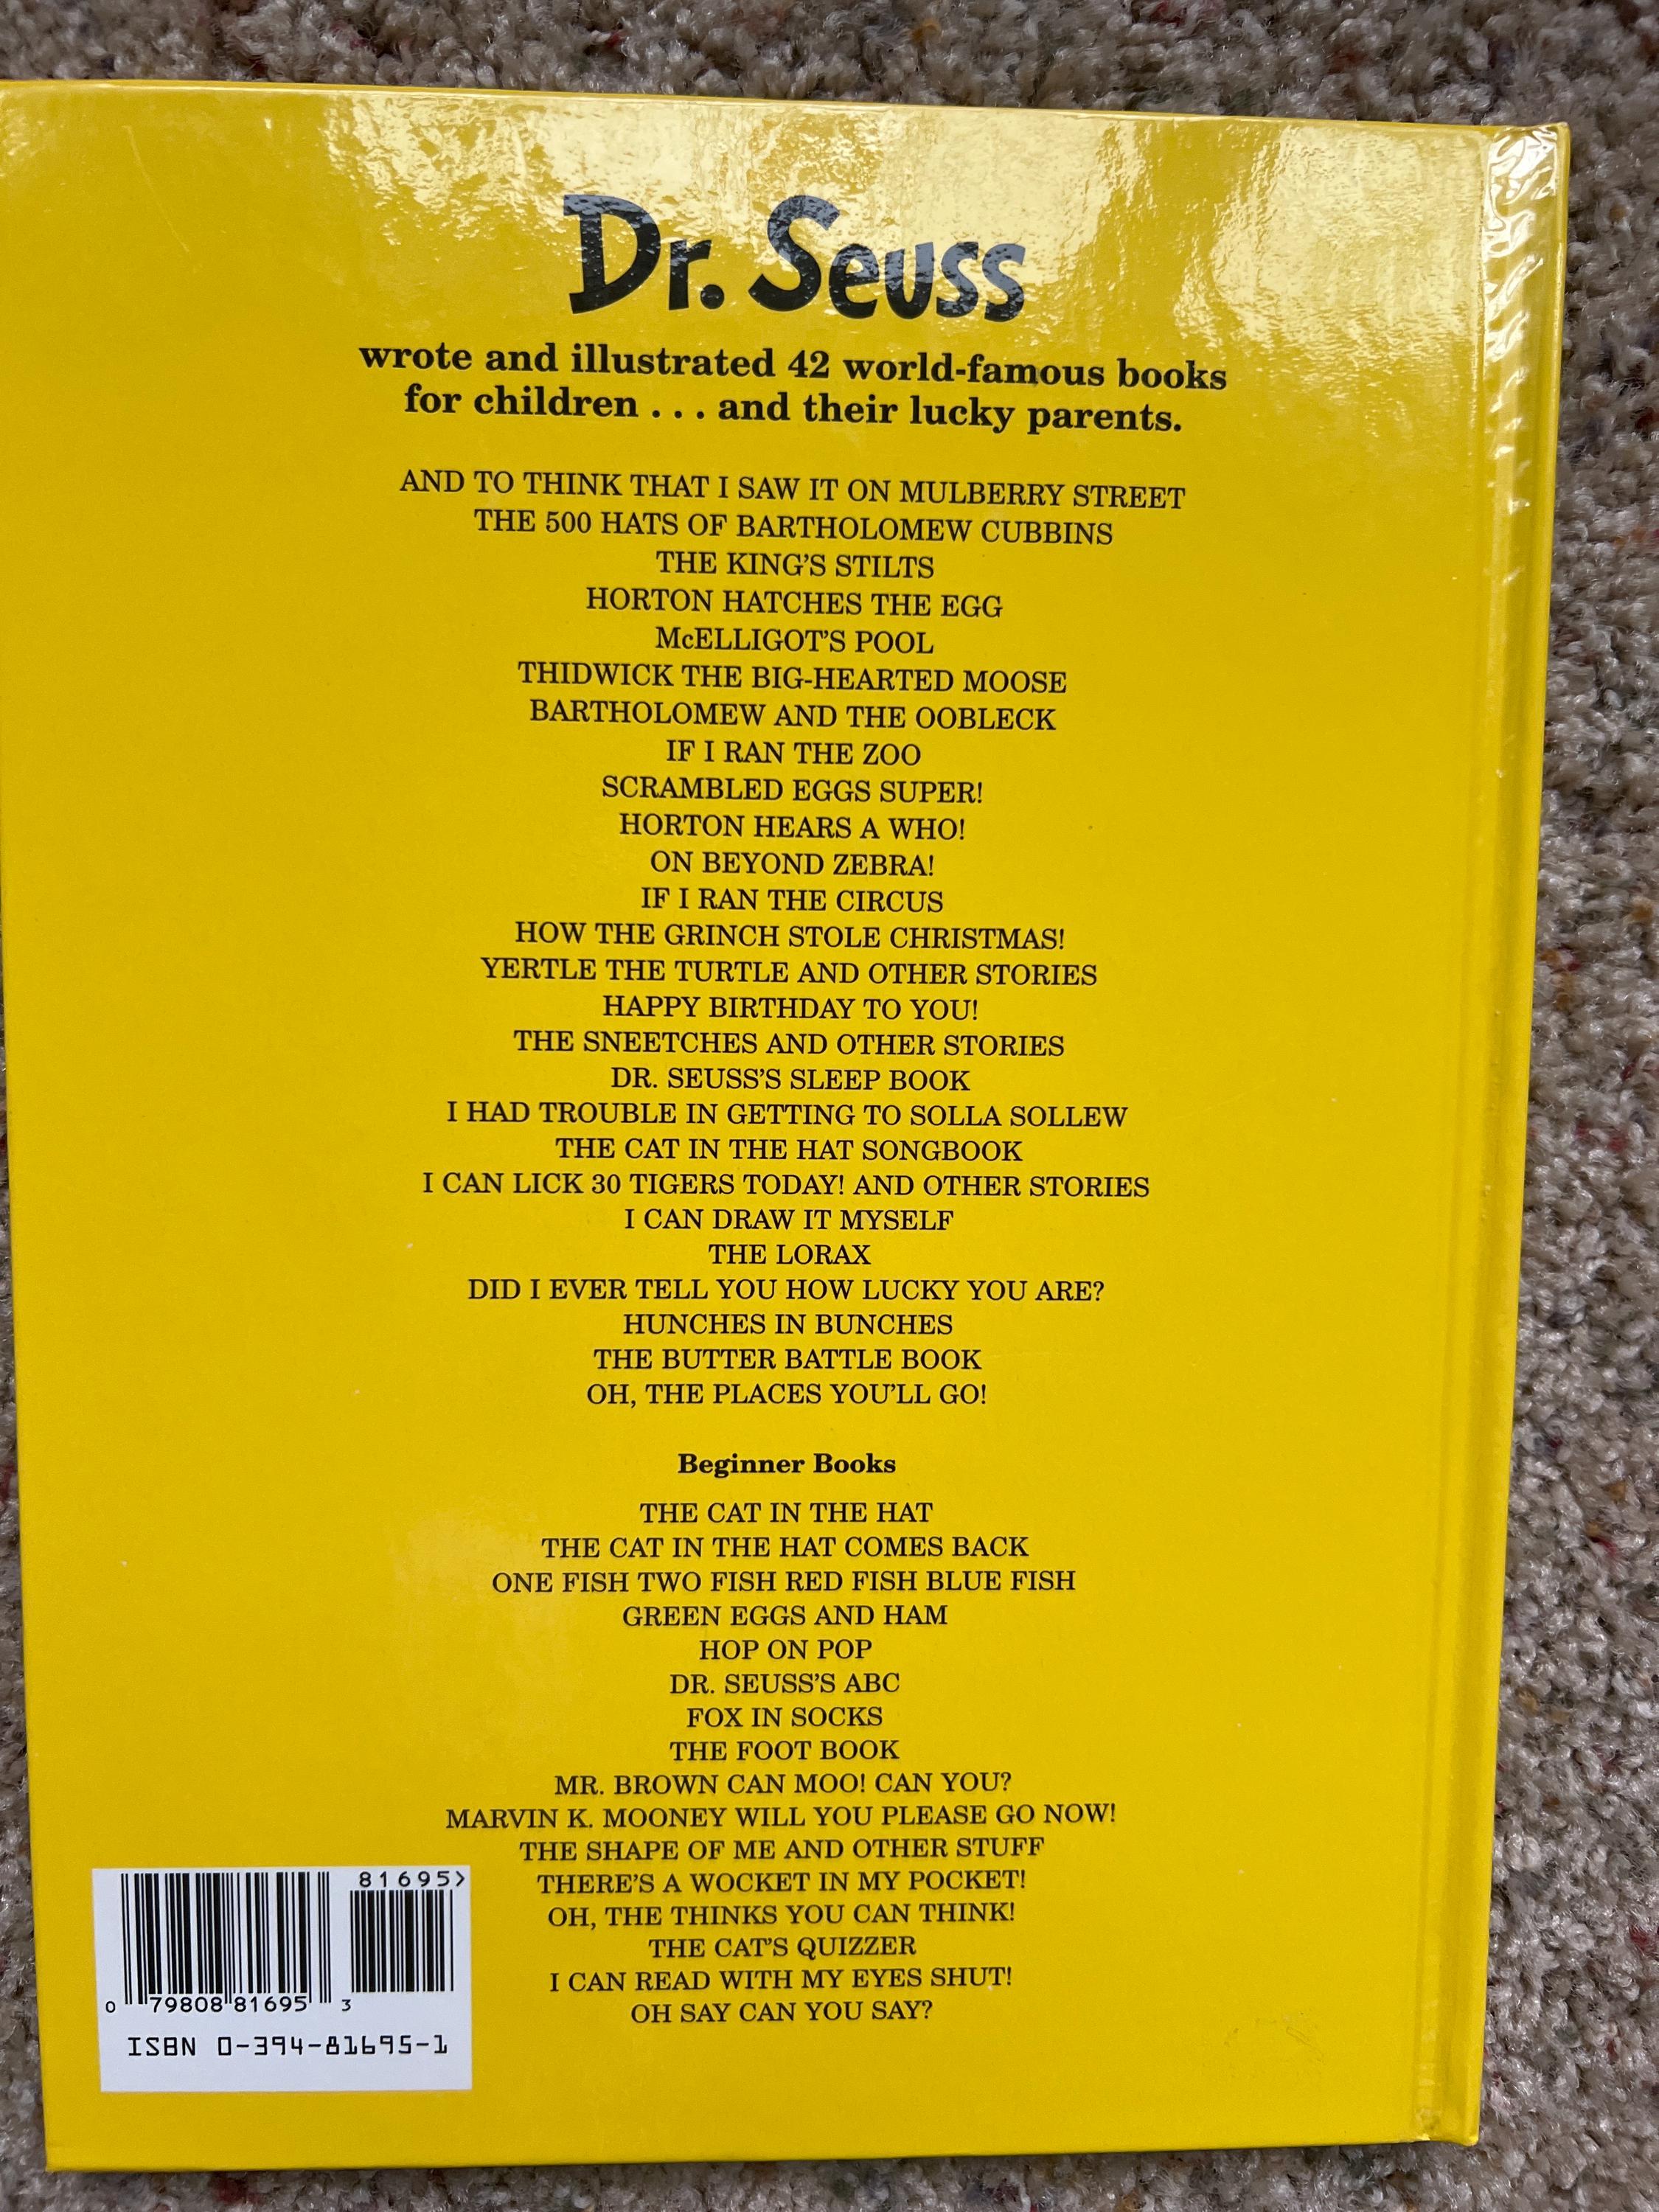 Dr. Seuss
wrote and illustrated 42 world-famous books
for children . . . and their lucky parents.
AND TO THINK THAT I SAW IT ON MULBERRY STREET
THE 500 HATS OF BARTHOLOMEW CUBBINS
THE KING'S STILTS
HORTON HATCHES THE EGG
McELLIGOT'S POOL
THIDWICK THE BIG-HEARTED MOOSE
BARTHOLOMEW AND THE OOBLECK
IF I RAN THE ZOO
SCRAMBLED EGGS SUPER!
HORTON HEARS A WHO!
ON BEYOND ZEBRA!
IF I RAN THE CIRCUS
HOW THE GRINCH STOLE CHRISTMAS!
YERTLE THE TURTLE AND OTHER STORIES
HAPPY BIRTHDAY TO YOU!
THE SNEETCHES AND OTHER STORIES
DR. SEUSS'S SLEEP BOOK
I HAD TROUBLE IN GETTING TO SOLLA SOLLEW
THE CAT IN THE HAT SONGBOOK
I CAN LICK 30 TIGERS TODAY! AND OTHER STORIES
I CAN DRAW IT MYSELF
THE LORAX
DID I EVER TELL YOU HOW LUCKY YOU ARE?
HUNCHES IN BUNCHES
THE BUTTER BATTLE BOOK
OH, THE PLACES YOU'LL GO!
Beginner Books
THE CAT IN THE HAT
THE CAT IN THE HAT COMES BACK
ONE FISH TWO FISH RED FISH BLUE FISH
GREEN EGGS AND HAM
HOP ON POP
DR. SEUSS'S ABC
FOX IN SOCKS
THE FOOT BOOK
MR. BROWN CAN MOO! CAN YOU?
MARVIN K. MOONEY WILL YOU PLEASE GO NOW!
THE SHAPE OF ME AND OTHER STUFF
THERE'S A WOCKET IN MY POCKET!
OH, THE THINKS YOU CAN THINK!
THE CAT'S QUIZZER
I CAN READ WITH MY EYES SHUT!
OH SAY CAN YOU SAY?
81695>
0 79808 81695 3
ISBN 0-394-81695-1